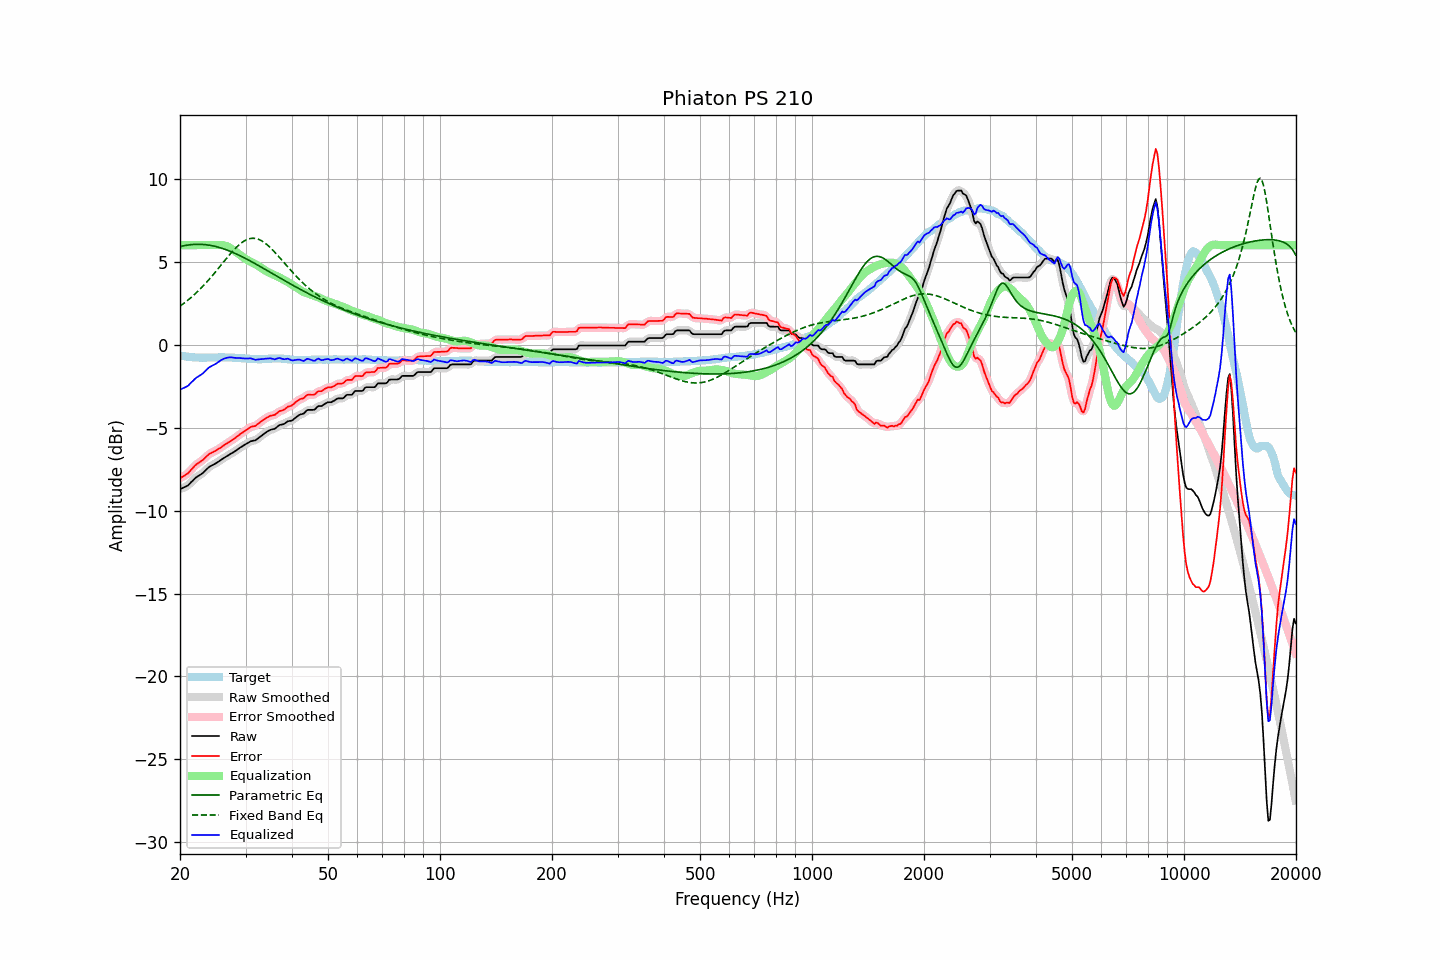 Phiaton PS 210
10
5
0
−5
−10
−15
−20
−25
−30
Amplitude (dBr)
Target
Raw Smoothed
Error Smoothed
Raw
Error
Equalization
Parametric Eq
Fixed Band Eq
Equalized
20
50
100
200
500
1000
2000
5000
10000
20000
Frequency (Hz)